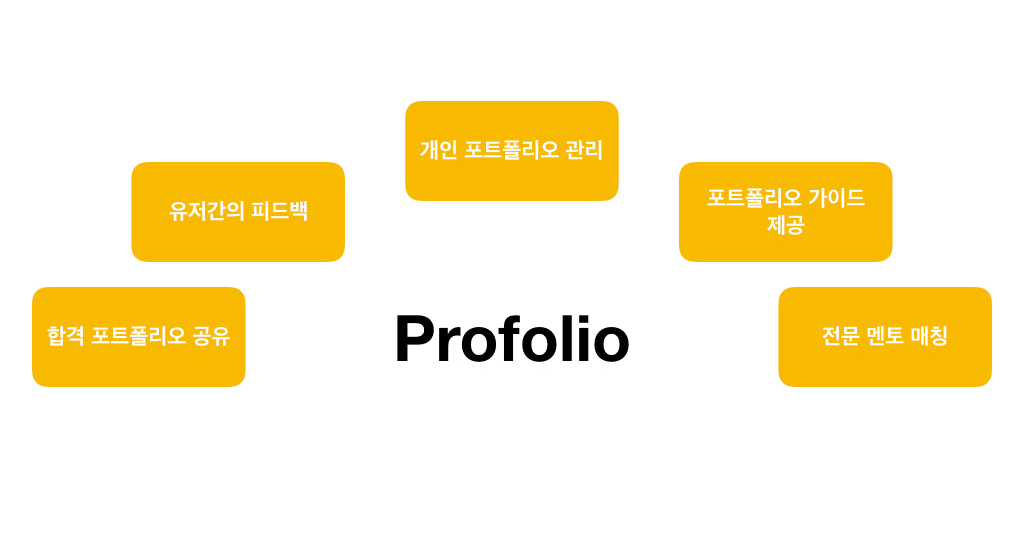 개인 포트폴리오 관리
유저간의 피드백
포트폴리오 가이드
제공
합격 포트폴리오 공유
Profolio
전문 멘토 매칭